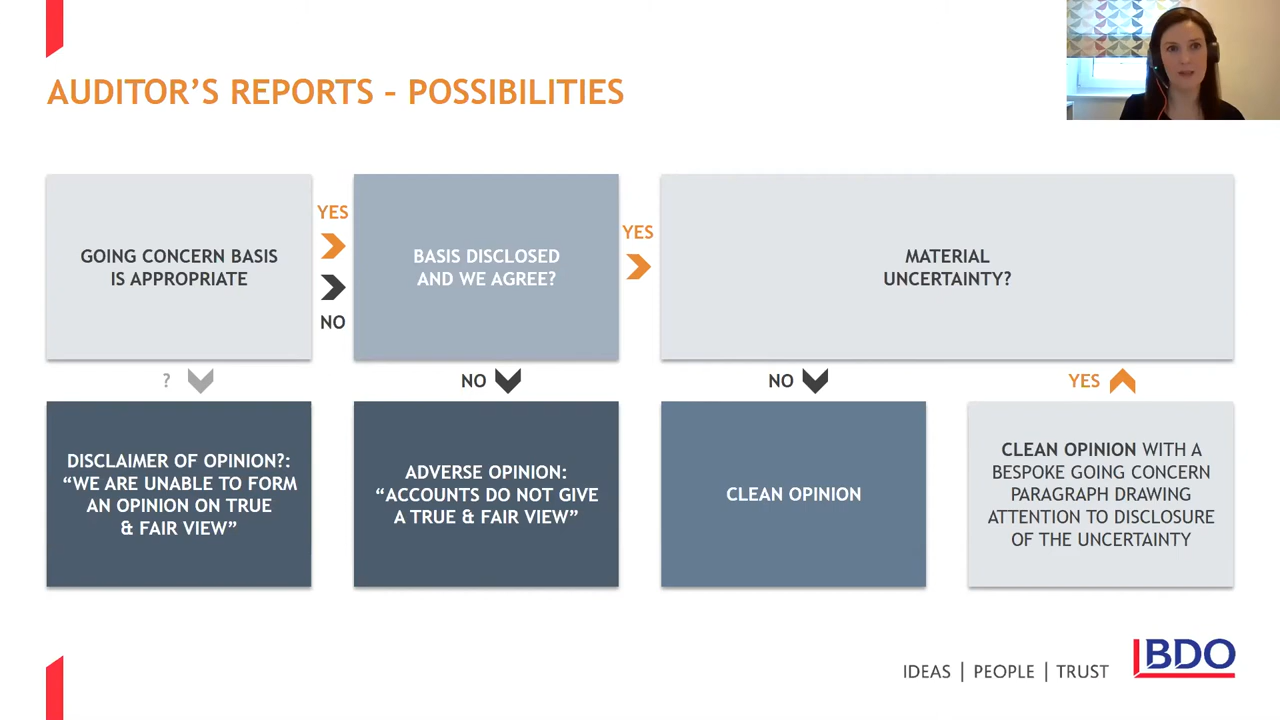 AUDITOR'S REPORTS - POSSIBILITIES
GOING CONCERN BASIS
IS APPROPRIATE
YES
NO
BASIS DISCLOSED
AND WE AGREE?
YES
MATERIAL
UNCERTAINTY?
?
NO
NO
YES
DISCLAIMER OF OPINION?:
“WE ARE UNABLE TO FORM
AN OPINION ON TRUE
& FAIR VIEW”
ADVERSE OPINION:
“ACCOUNTS DO NOT GIVE
A TRUE & FAIR VIEW”
CLEAN OPINION
CLEAN OPINION WITH A
BESPOKE GOING CONCERN
PARAGRAPH DRAWING
ATTENTION TO DISCLOSURE
OF THE UNCERTAINTY
IDEAS | PEOPLE | TRUST
BDO